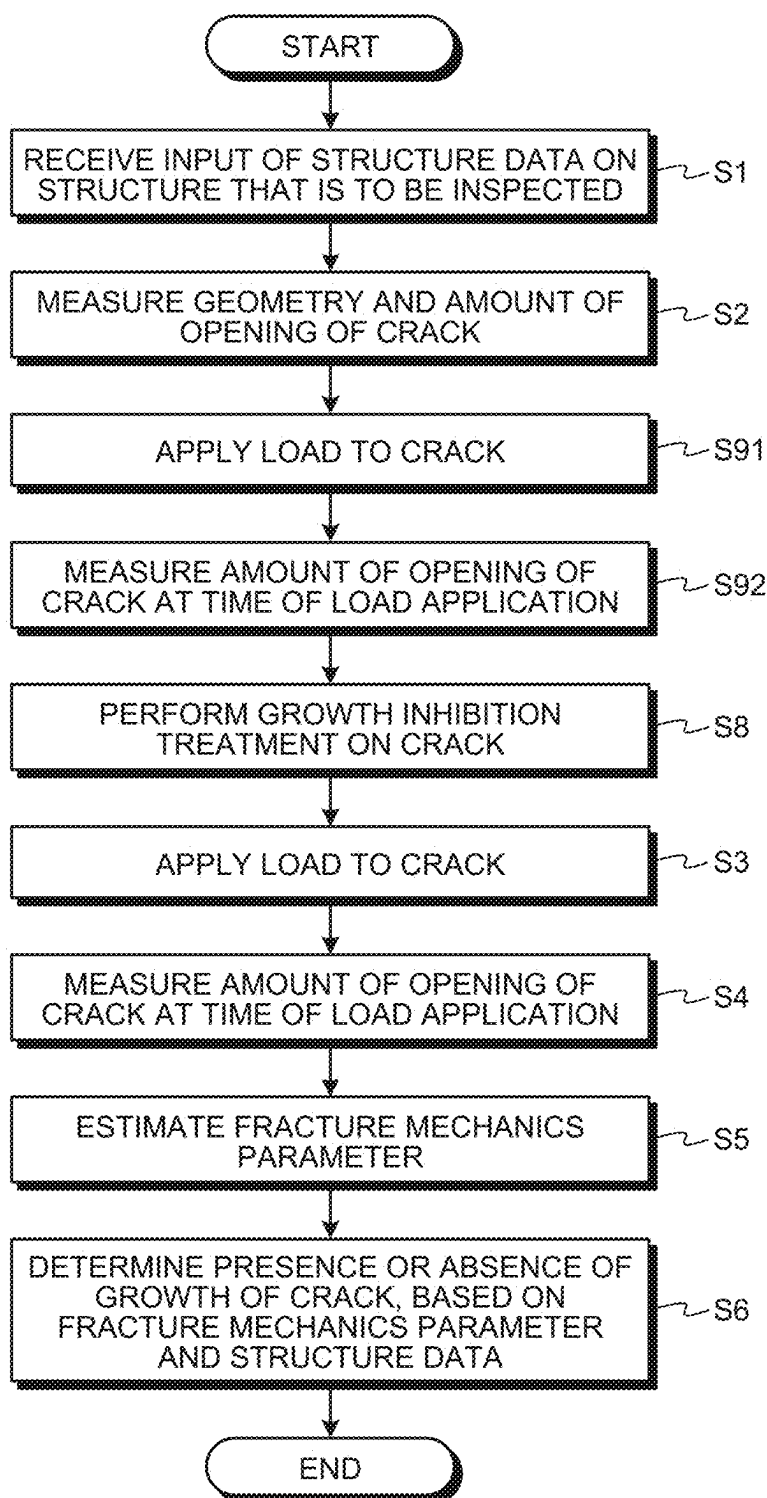 START
RECEIVE INPUT OF STRUCTURE DATA ON
STRUCTURE THAT IS TO BE INSPECTED
S1
MEASURE GEOMETRY AND AMOUNT OF
OPENING OF CRACK
S2
APPLY LOAD TO CRACK
S91
MEASURE AMOUNT OF OPENING OF
CRACK AT TIME OF LOAD APPLICATION
S92
PERFORM GROWTH INHIBITION
TREATMENT ON CRACK
S8
APPLY LOAD TO CRACK
S3
MEASURE AMOUNT OF OPENING OF
CRACK AT TIME OF LOAD APPLICATION
S4
ESTIMATE FRACTURE MECHANICS
PARAMETER
S5
DETERMINE PRESENCE OR ABSENCE OF
GROWTH OF CRACK, BASED ON
FRACTURE MECHANICS PARAMETER
AND STRUCTURE DATA
S6
END